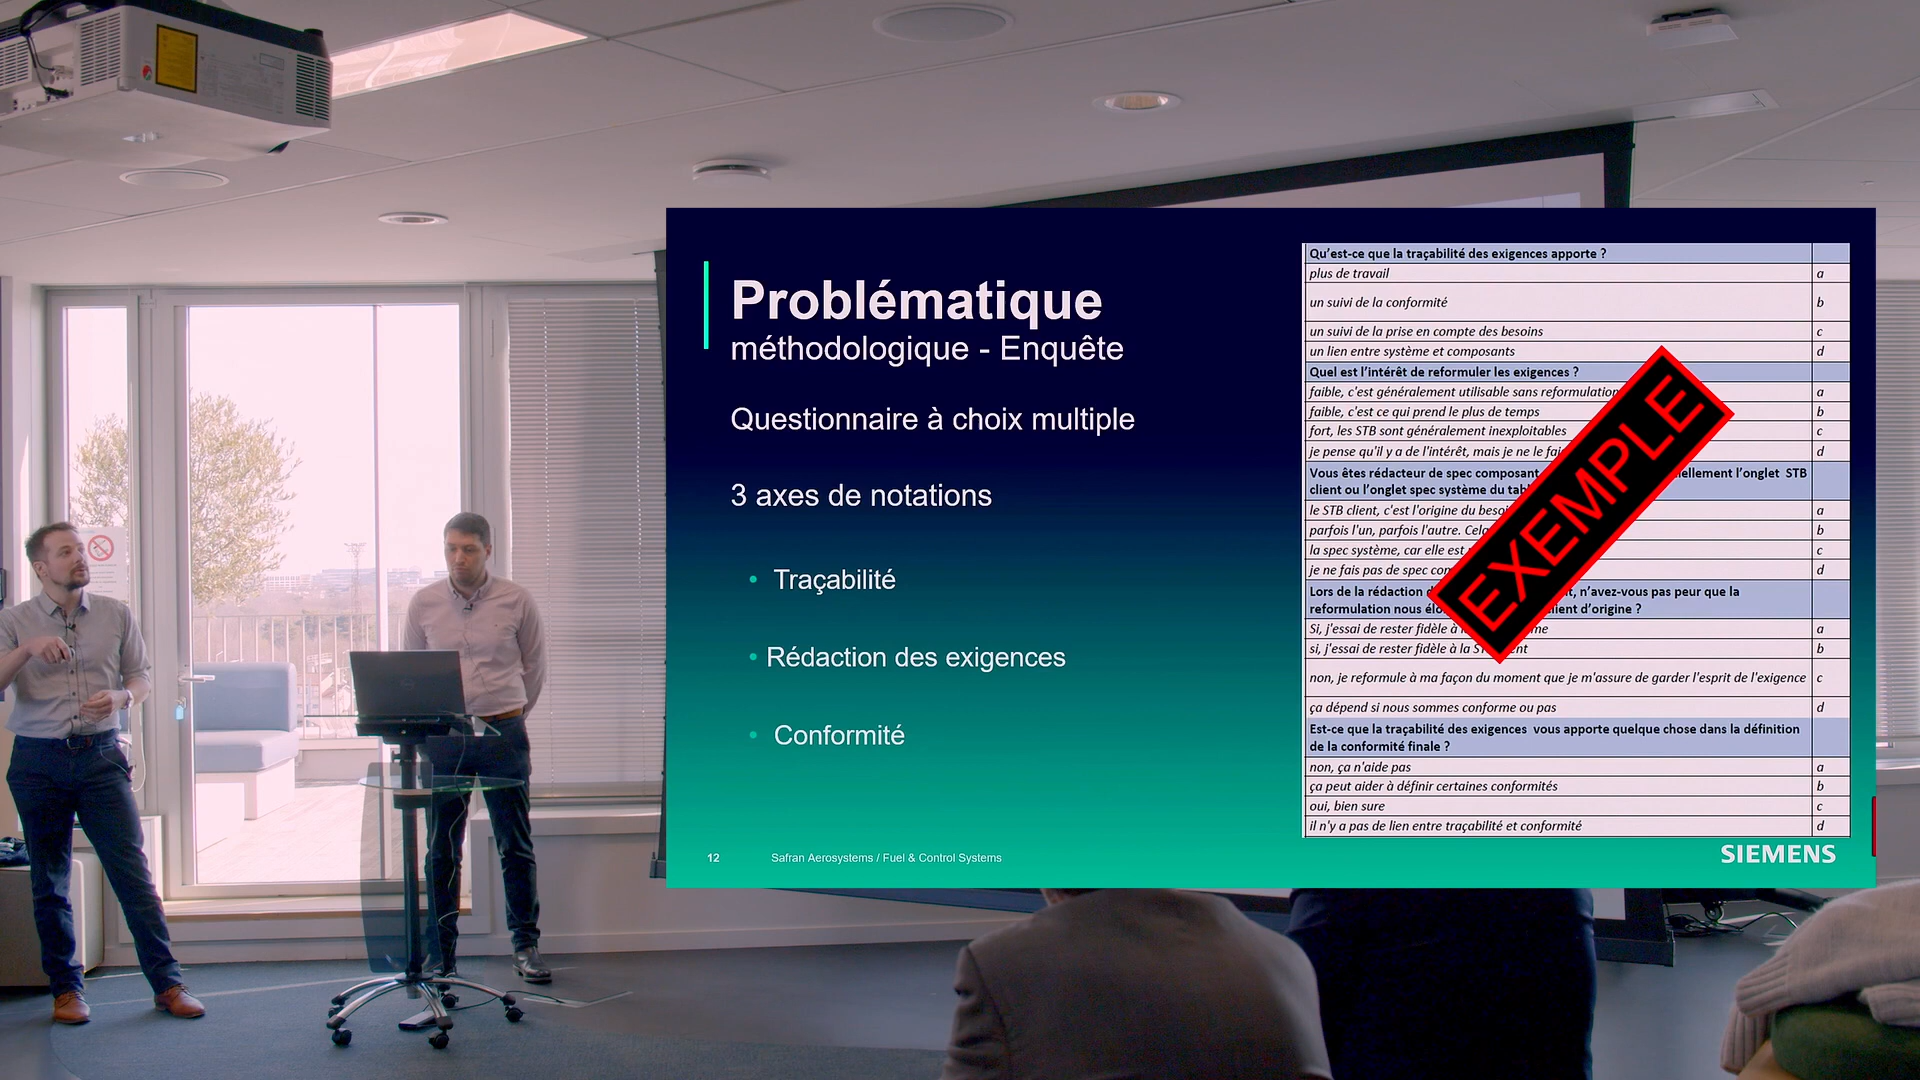 Problématique
méthodologique - Enquête
Questionnaire à choix multiple
3 axes de notations
• Traçabilité
• Rédaction des exigences
• Conformité
12
Safran Aerosystems / Fuel & Control Systems
Qu'est-ce que la traçabilité des exigences apporte ?
plus de travail a
un suivi de la conformité b
un suivi de la prise en compte des besoins c
un lien entre système et composants d
Quel est l'intérêt de reformuler les exigences ?
faible, c'est généralement utilisable sans reformulation a
faible, c'est ce qui prend le plus de temps b
fort, les STB sont généralement inexploitables c
je pense qu'il y a de l'intérêt, mais je ne le d
Vous êtes rédacteur de spec composant l'onglet STB
client ou l'onglet spec système du
le STB client, c'est l'origine du a
parfois l'un, parfois l'autre. b
la spec système, car elle est c
je ne fais pas de spec d
Lors de la rédaction n'avez-vous pas peur que la
reformulation nous d'origine ?
Si, j'essai de rester fidèle à a
si, j'essai de rester fidèle à la b
non, je reformule à ma façon du moment que je m'assure de garder l'esprit de l'exigence c
ça dépend si nous sommes conforme ou pas d
Est-ce que la traçabilité des exigences vous apporte quelque chose dans la définition
de la conformité finale ?
non, ça n'aide pas a
ça peut aider à définir certaines conformités b
oui, bien sure c
il n'y a pas de lien entre traçabilité et conformité d
EXEMPLE
SIEMENS